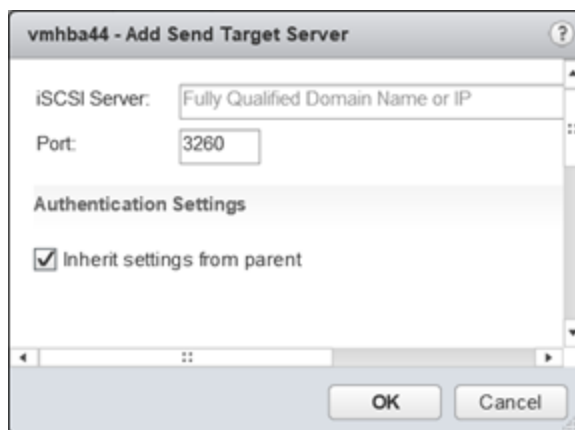 vmhba44 - Add Send Target Server ?
iSCSI Server: Fully Qualified Domain Name or IP
Port: 3260
Authentication Settings
Inherit settings from parent
OK Cancel